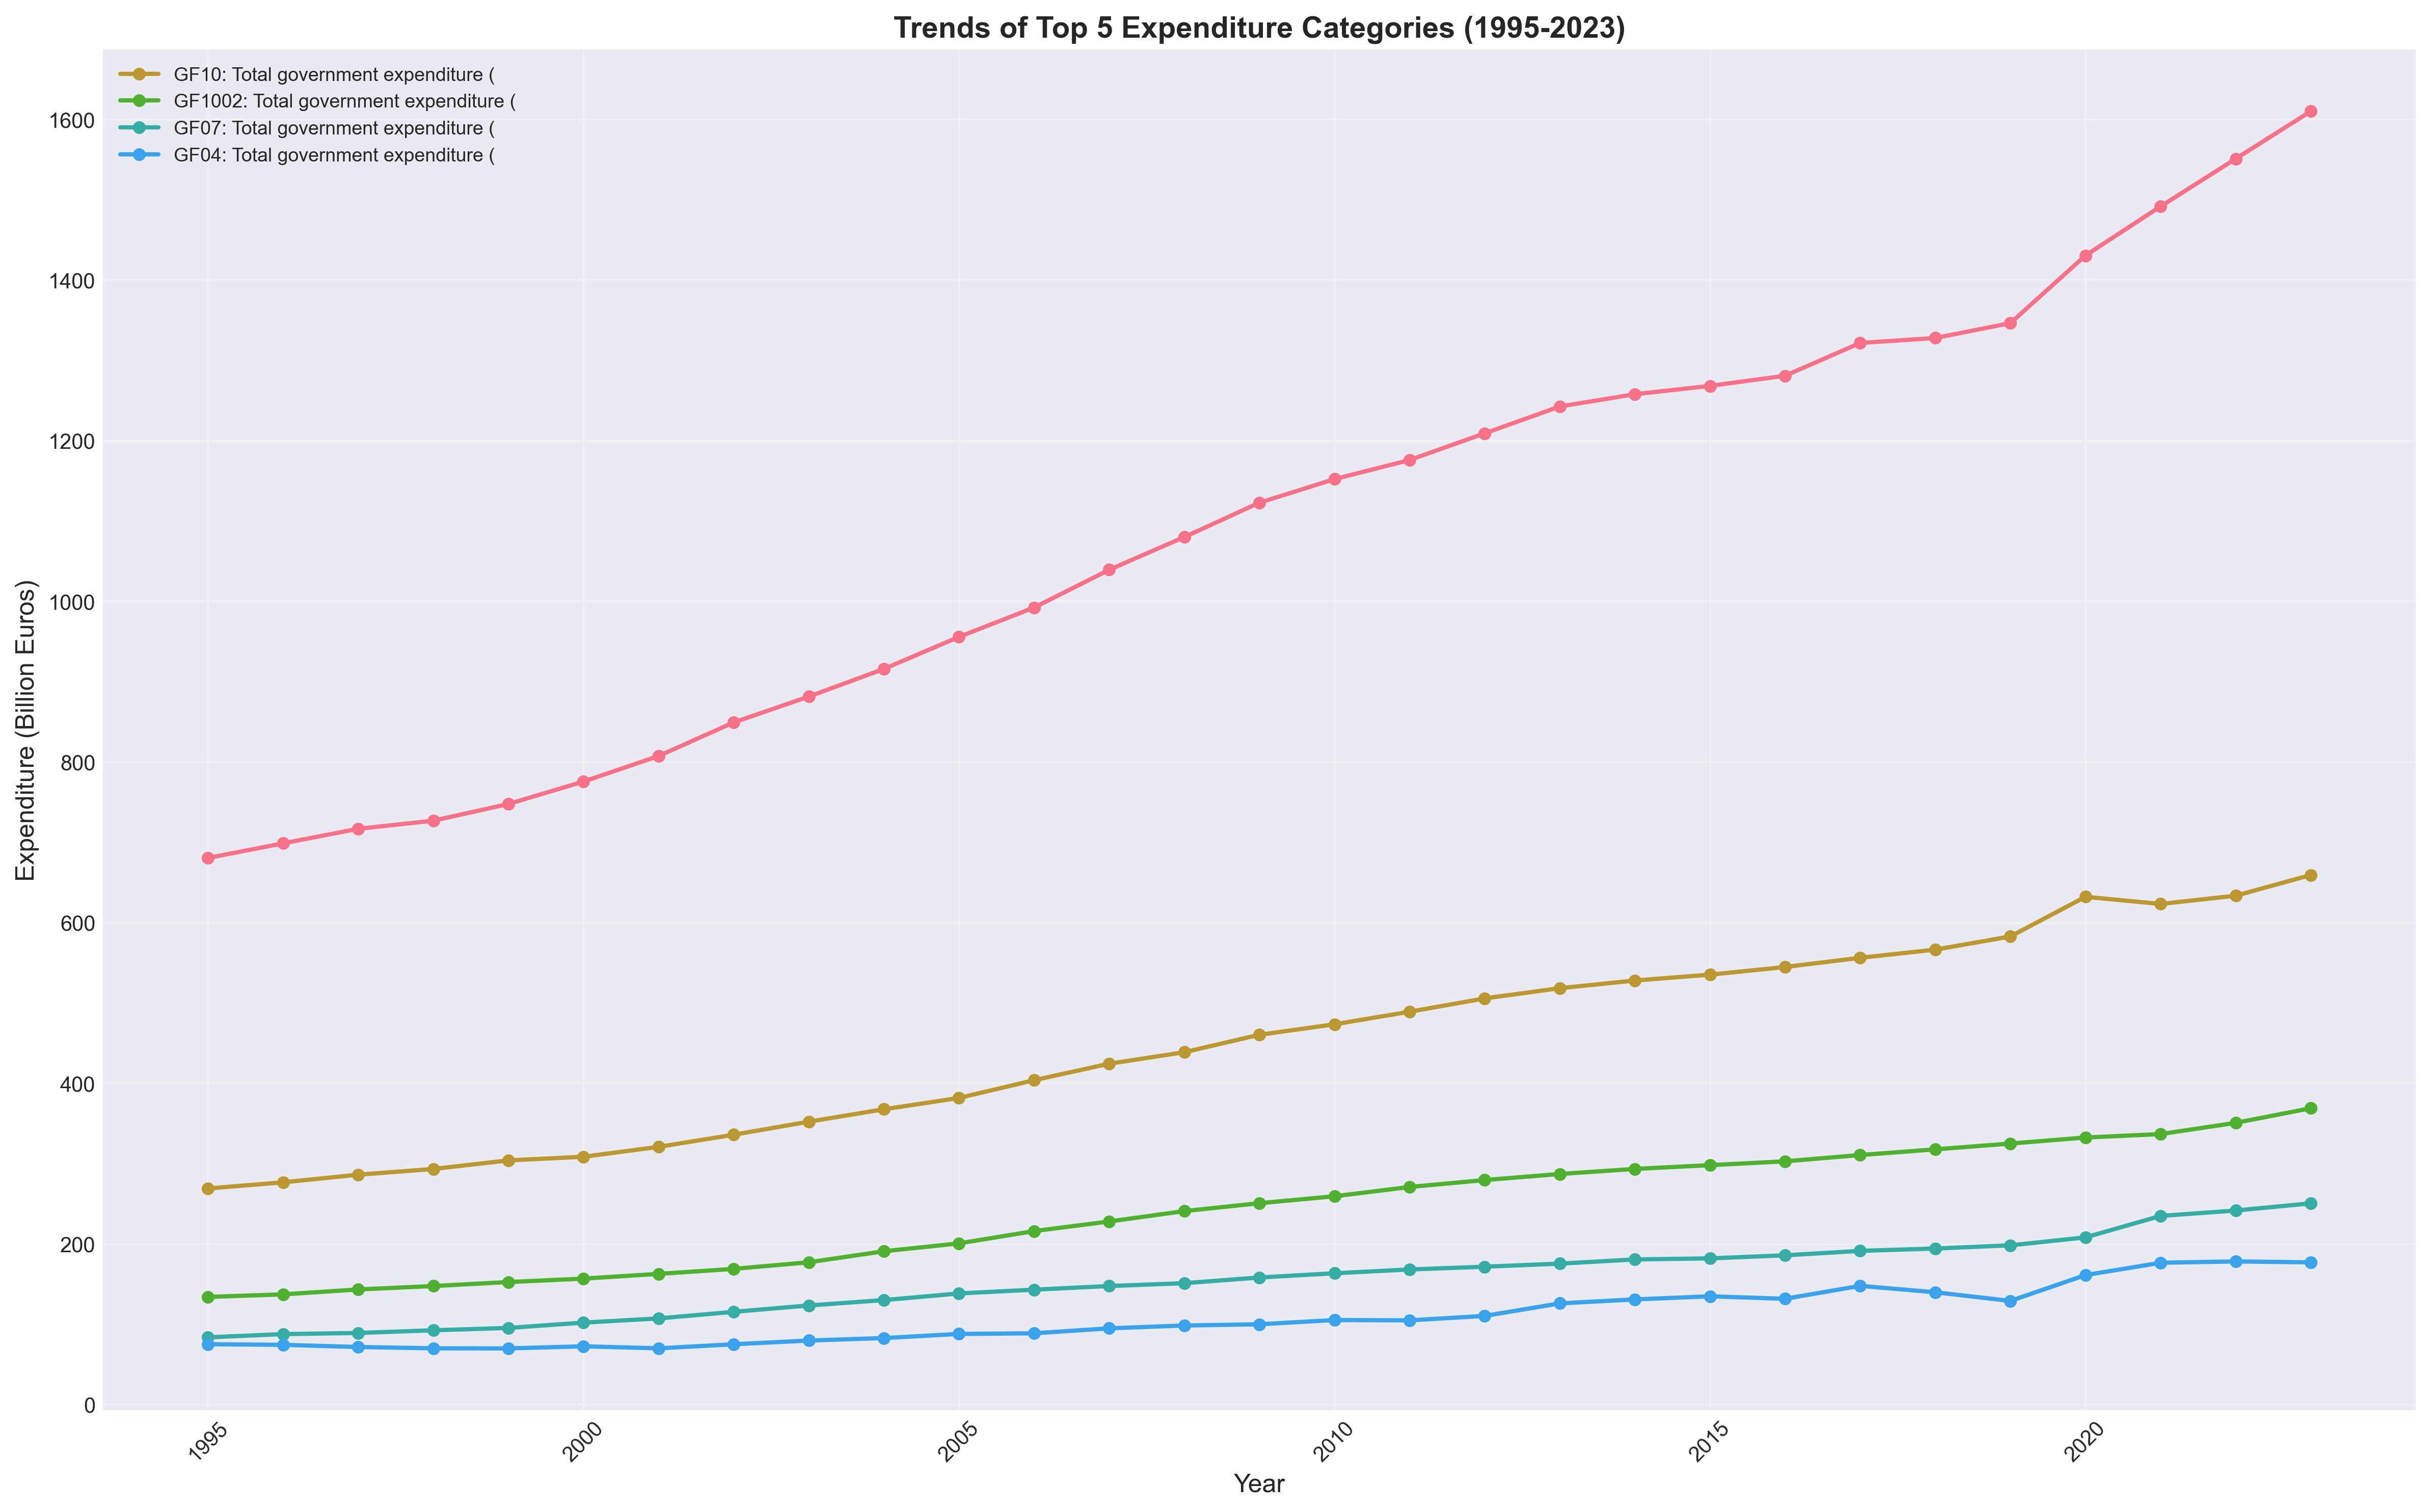 Trends of Top 5 Expenditure Categories (1995-2023)
GF10: Total government expenditure (
GF1002: Total government expenditure (
GF07: Total government expenditure (
GF04: Total government expenditure (
Expenditure (Billion Euros)
1600
1400
1200
1000
800
600
400
200
0
1995
2000
2005
2010
2015
2020
Year